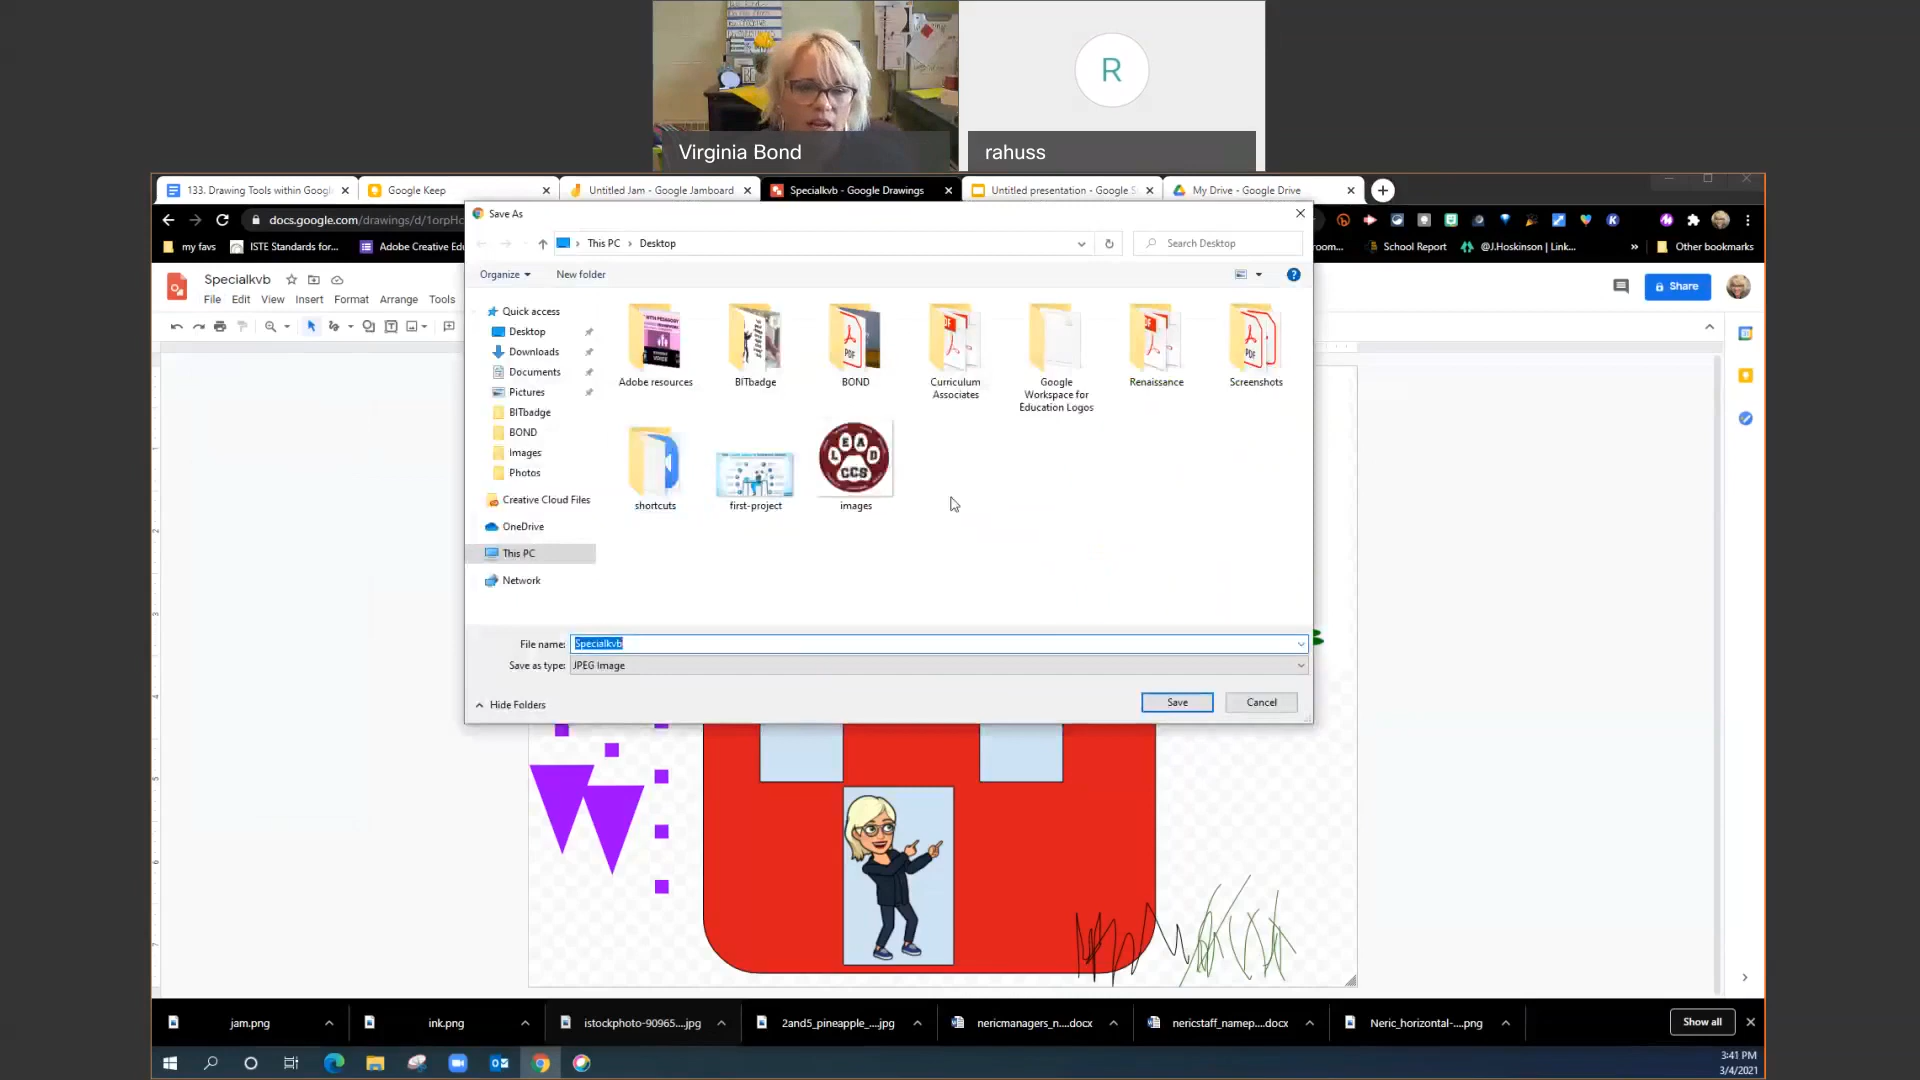 R
Virginia Bond
rahuss
133. Drawing Tools within Googl
Google Keep
Untitled Jam - Google Jamboard
Specialkvb - Google Drawings
Untitled presentation - Google S
My Drive - Google Drive
docs.google.com/drawings/d/1orpHc
my favs
ISTE Standards for...
Adobe Creative Edu
room...
School Report
@J.Hoskinson | Link...
»
Other bookmarks
Save As
This PC › Desktop
Search Desktop
Organize
New folder
Specialkvb
File Edit View Insert Format Arrange Tools
Share
Quick access
Desktop
Downloads
Documents
Pictures
BITbadge
BOND
Images
Photos
Creative Cloud Files
OneDrive
This PC
Network
Adobe resources
BITbadge
BOND
Curriculum Associates
Google Workspace for Education Logos
Renaissance
Screenshots
shortcuts
first-project
images
PDF
LEAD
CCS
File name: Specialkvb
Save as type: JPEG Image
Hide Folders
Save
Cancel
jam.png
ink.png
istockphoto-90965....jpg
2and5_pineapple_....jpg
nericmanagers_n....docx
nericstaff_namep....docx
Neric_horizontal-....png
Show all
3:41 PM
3/4/2021